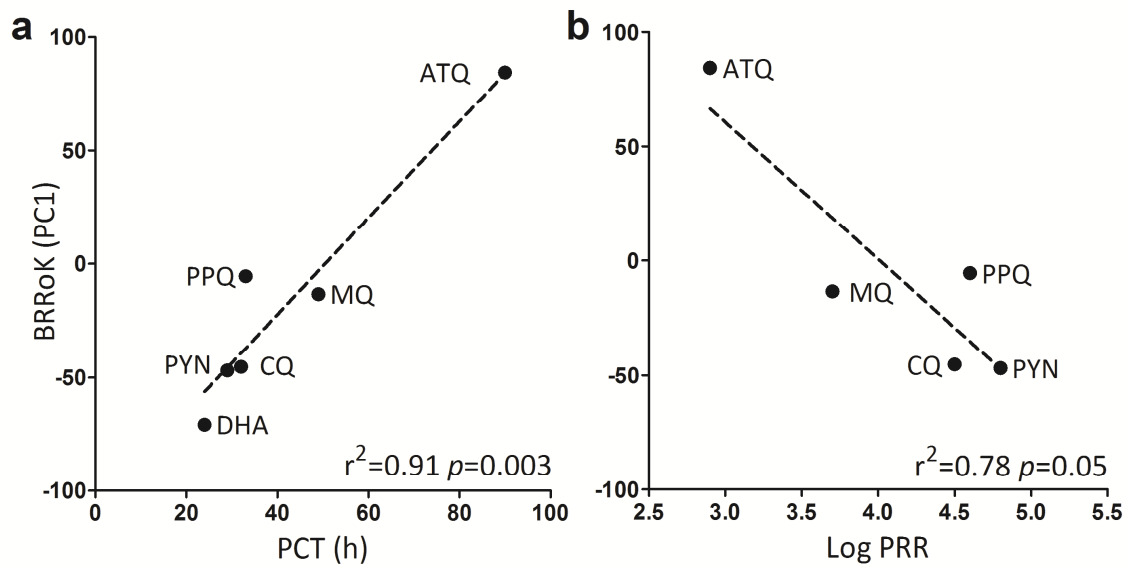 a
BRRoK (PC1)
100
50
0
-50
-100
ATQ
PPQ
MQ
PYN
CQ
DHA
r²=0.91 p=0.003
0 20 40 60 80 100
PCT (h)
b
100
50
0
-50
-100
ATQ
PPQ
MQ
CQ
PYN
r²=0.78 p=0.05
2.5 3.0 3.5 4.0 4.5 5.0 5.5
Log PRR